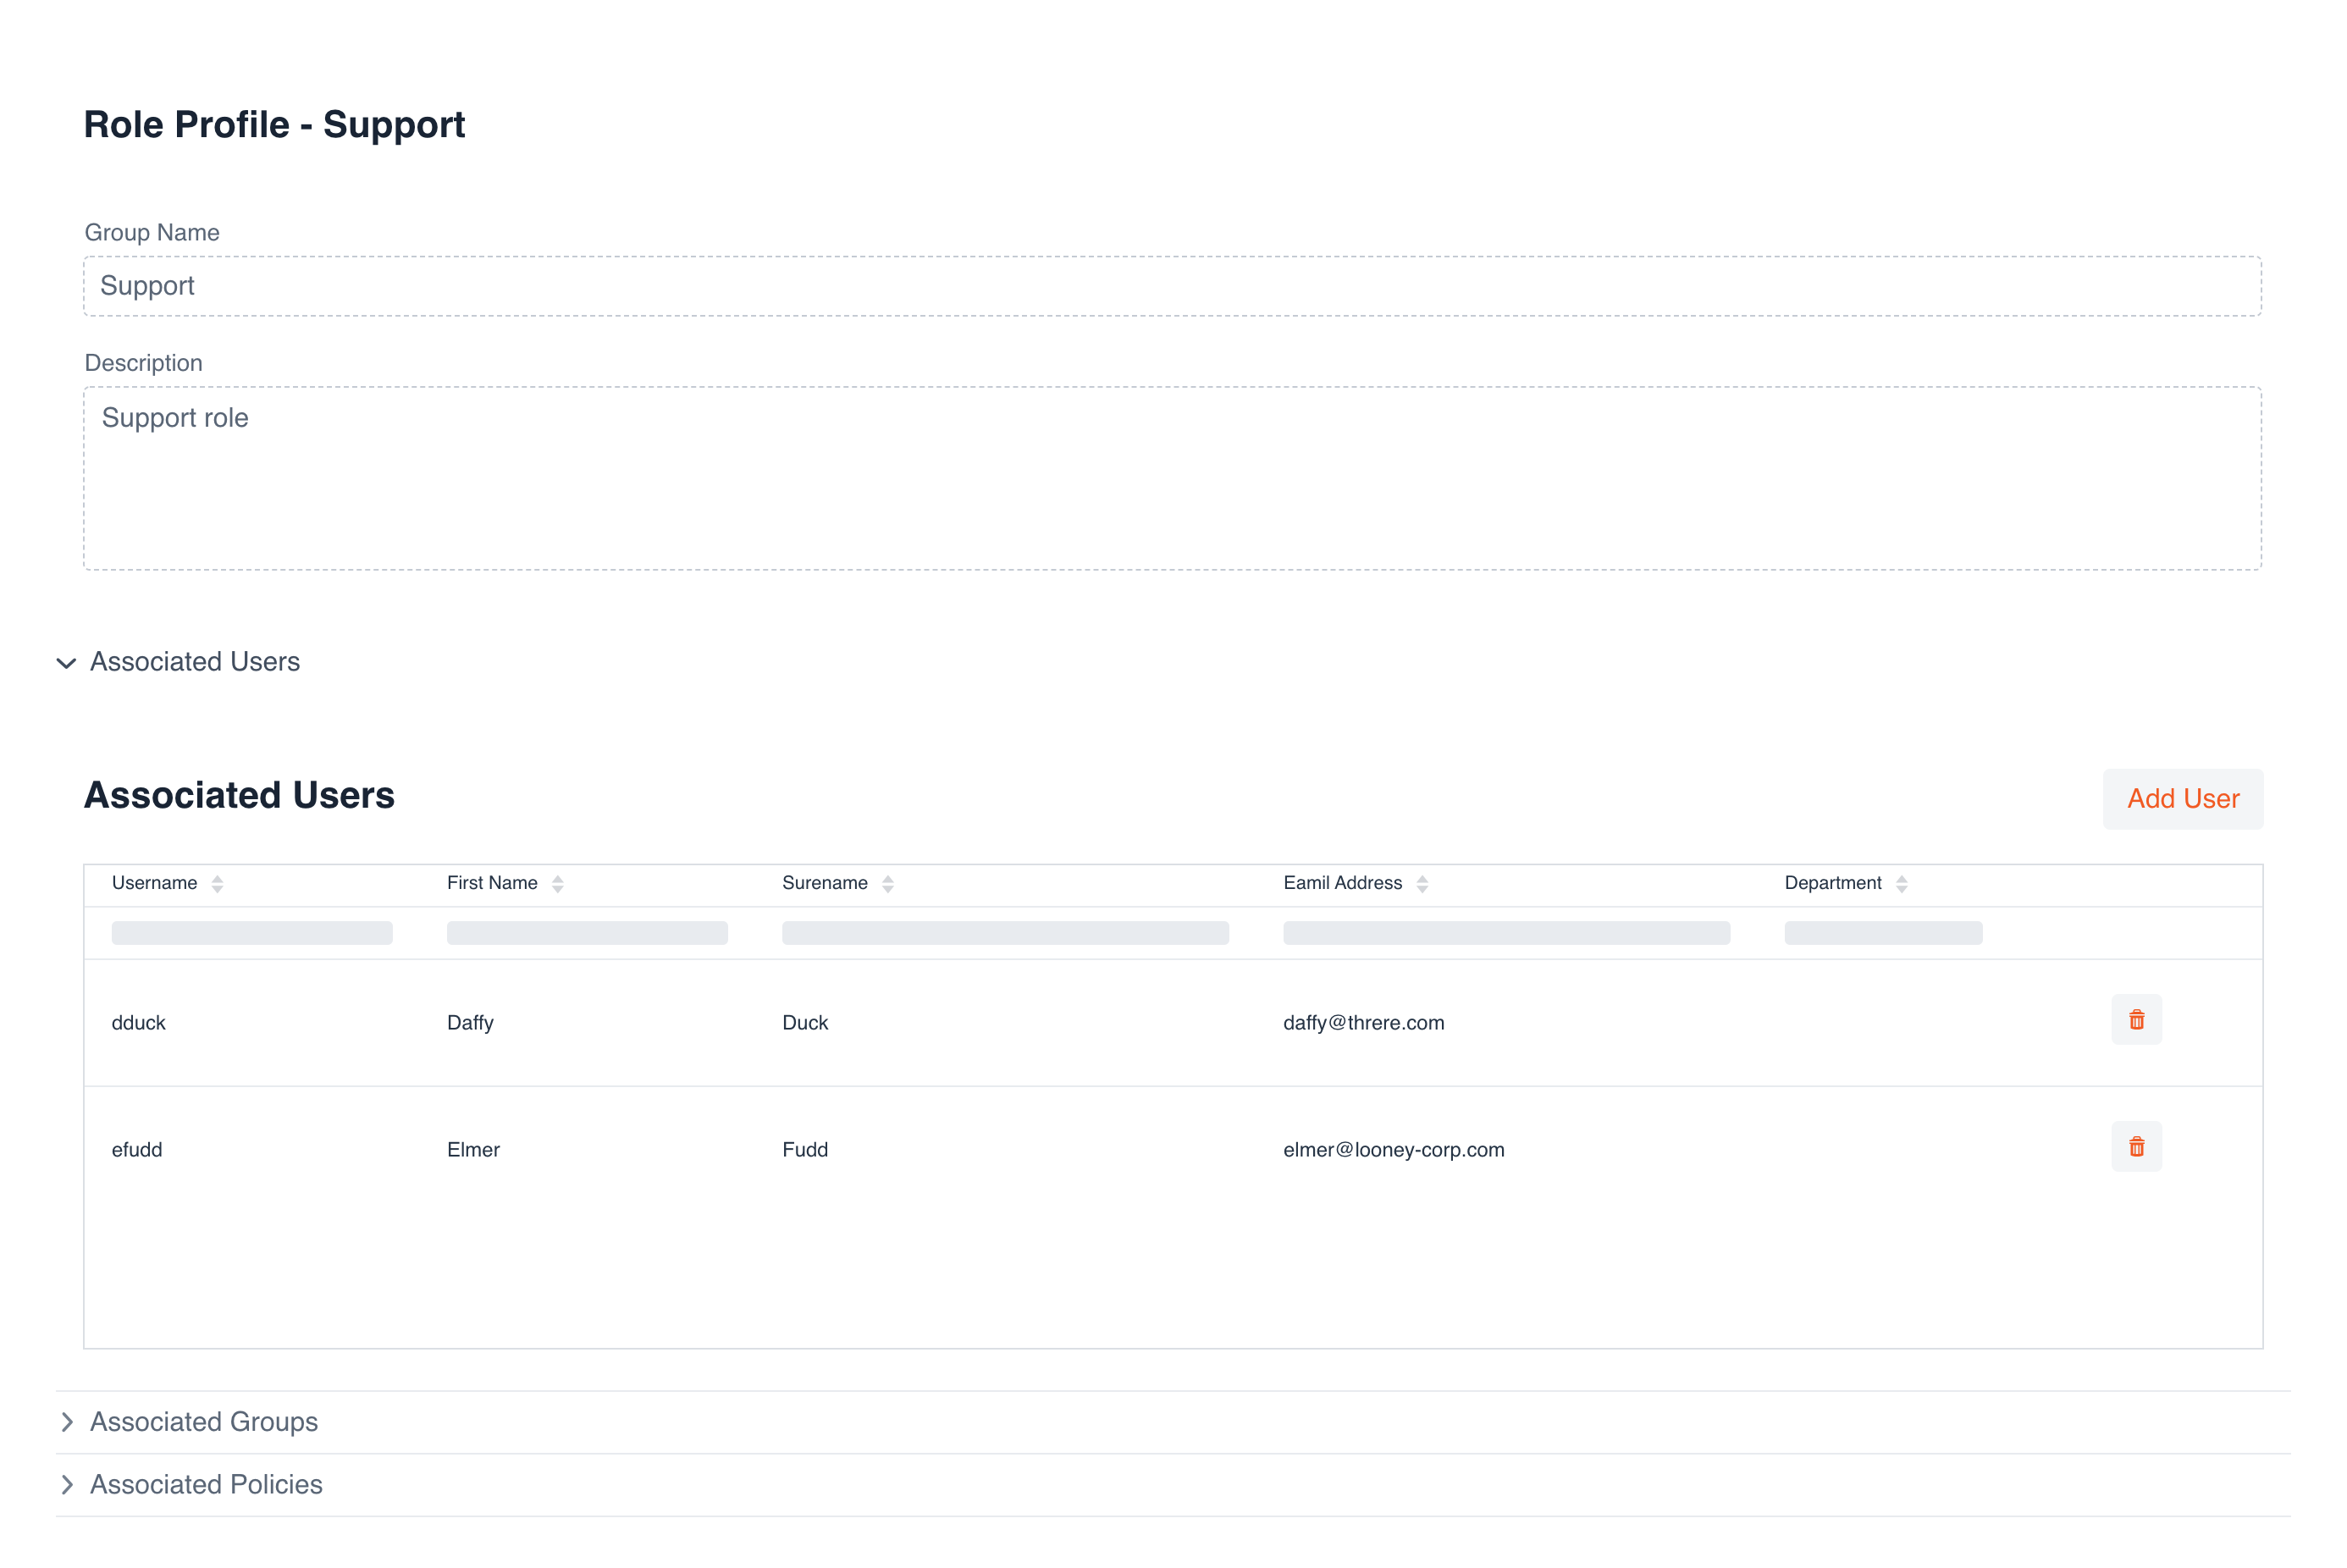 Role Profile - Support
Group Name
Support
Description
Support role
Associated Users
Associated Users
Add User
Username First Name Surename Eamil Address Department
dduck Daffy Duck daffy@threre.com
efudd Elmer Fudd elmer@looney-corp.com
Associated Groups
Associated Policies